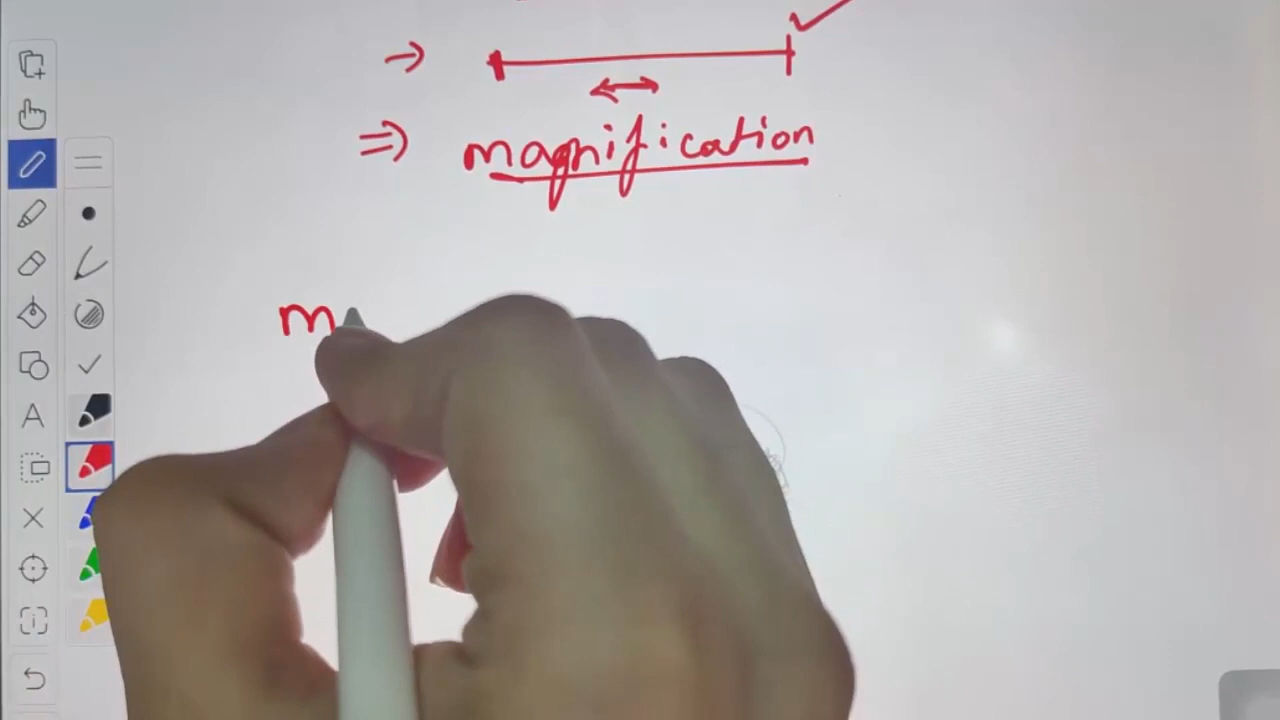 →
⇒ magnification
m